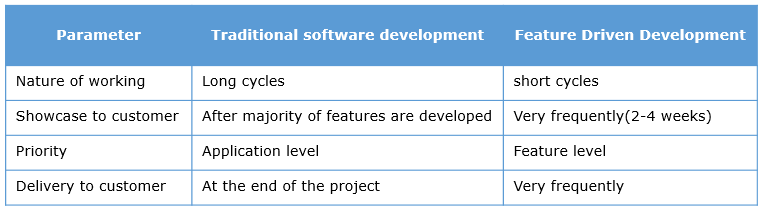 Parameter Traditional software development Feature Driven Development
Nature of working Long cycles short cycles
Showcase to customer After majority of features are developed Very frequently(2-4 weeks)
Priority Application level Feature level
Delivery to customer At the end of the project Very frequently